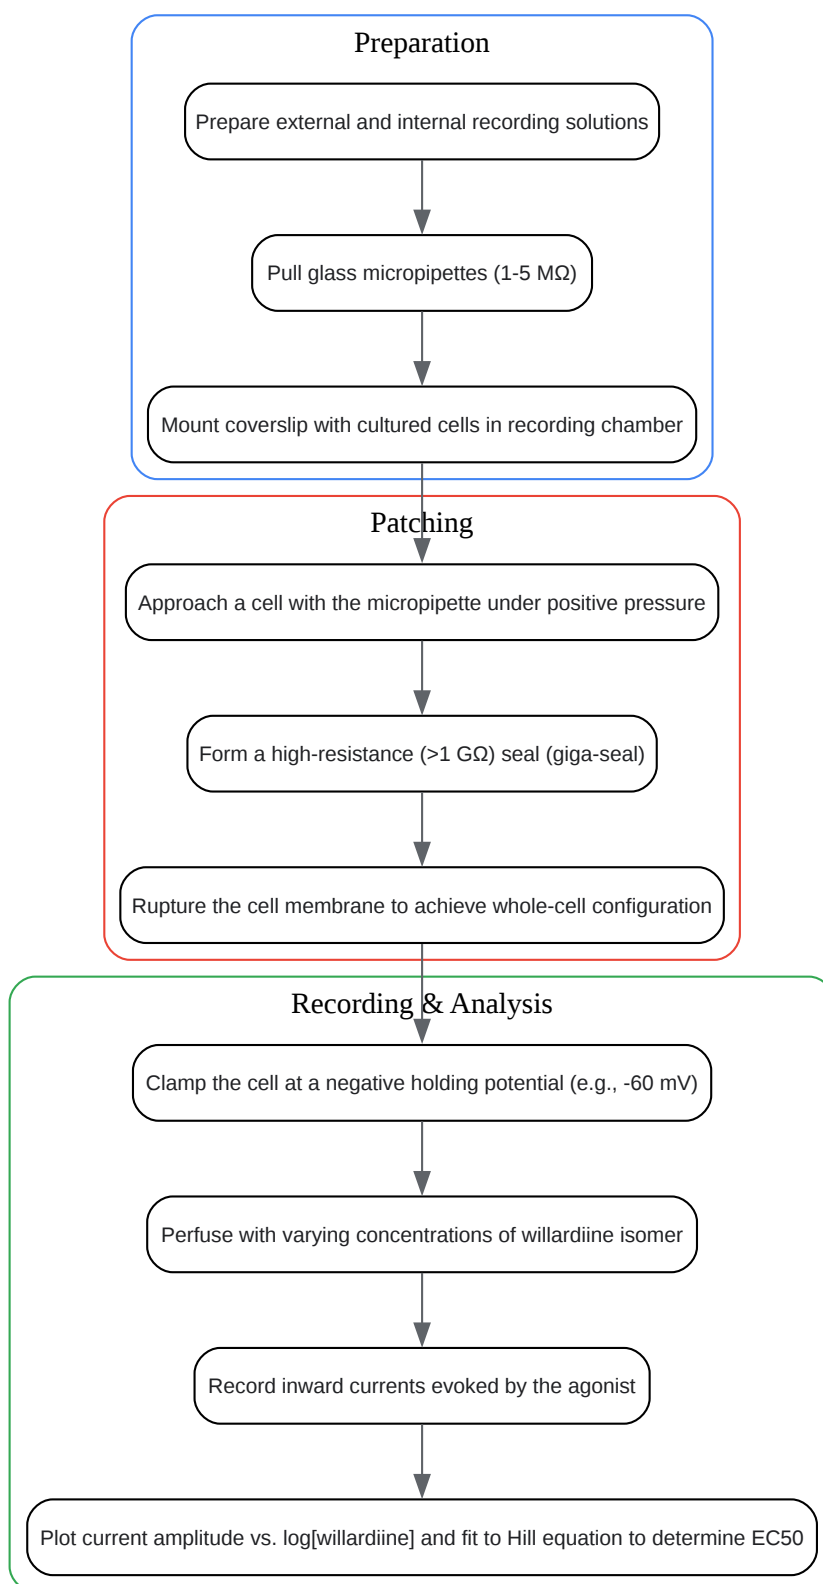 Preparation
Prepare external and internal recording solutions
Pull glass micropipettes (1-5 MΩ)
Mount coverslip with cultured cells in recording chamber
Patching
Approach a cell with the micropipette under positive pressure
Form a high-resistance (>1 GΩ) seal (giga-seal)
Rupture the cell membrane to achieve whole-cell configuration
Recording & Analysis
Clamp the cell at a negative holding potential (e.g., -60 mV)
Perfuse with varying concentrations of willardiine isomer
Record inward currents evoked by the agonist
Plot current amplitude vs. log[willardiine] and fit to Hill equation to determine EC50